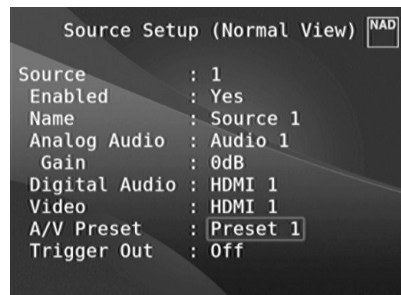 Source Setup (Normal View) NAD
Source : 1
Enabled : Yes
Name : Source 1
Analog Audio : Audio 1
Gain : 0dB
Digital Audio : HDMI 1
Video : HDMI 1
A/V Preset : Preset 1
Trigger Out : Off